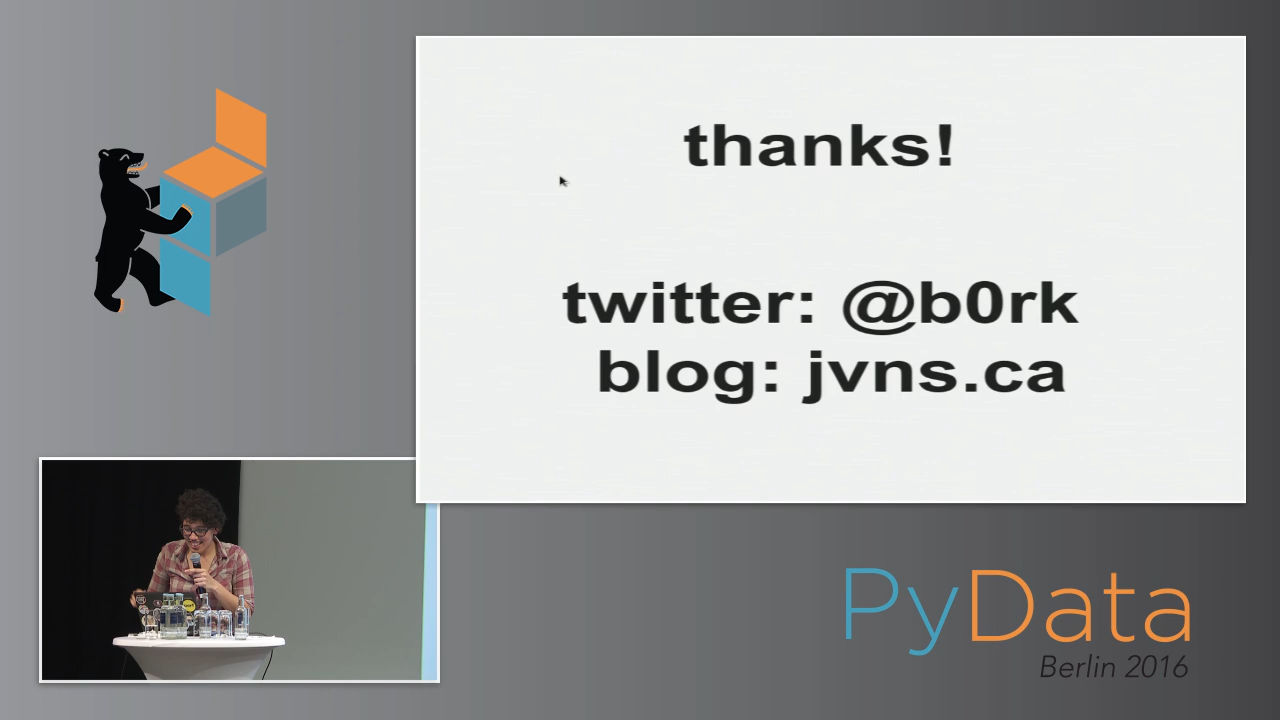 thanks!
twitter: @b0rk
blog: jvns.ca
PyData
Berlin 2016